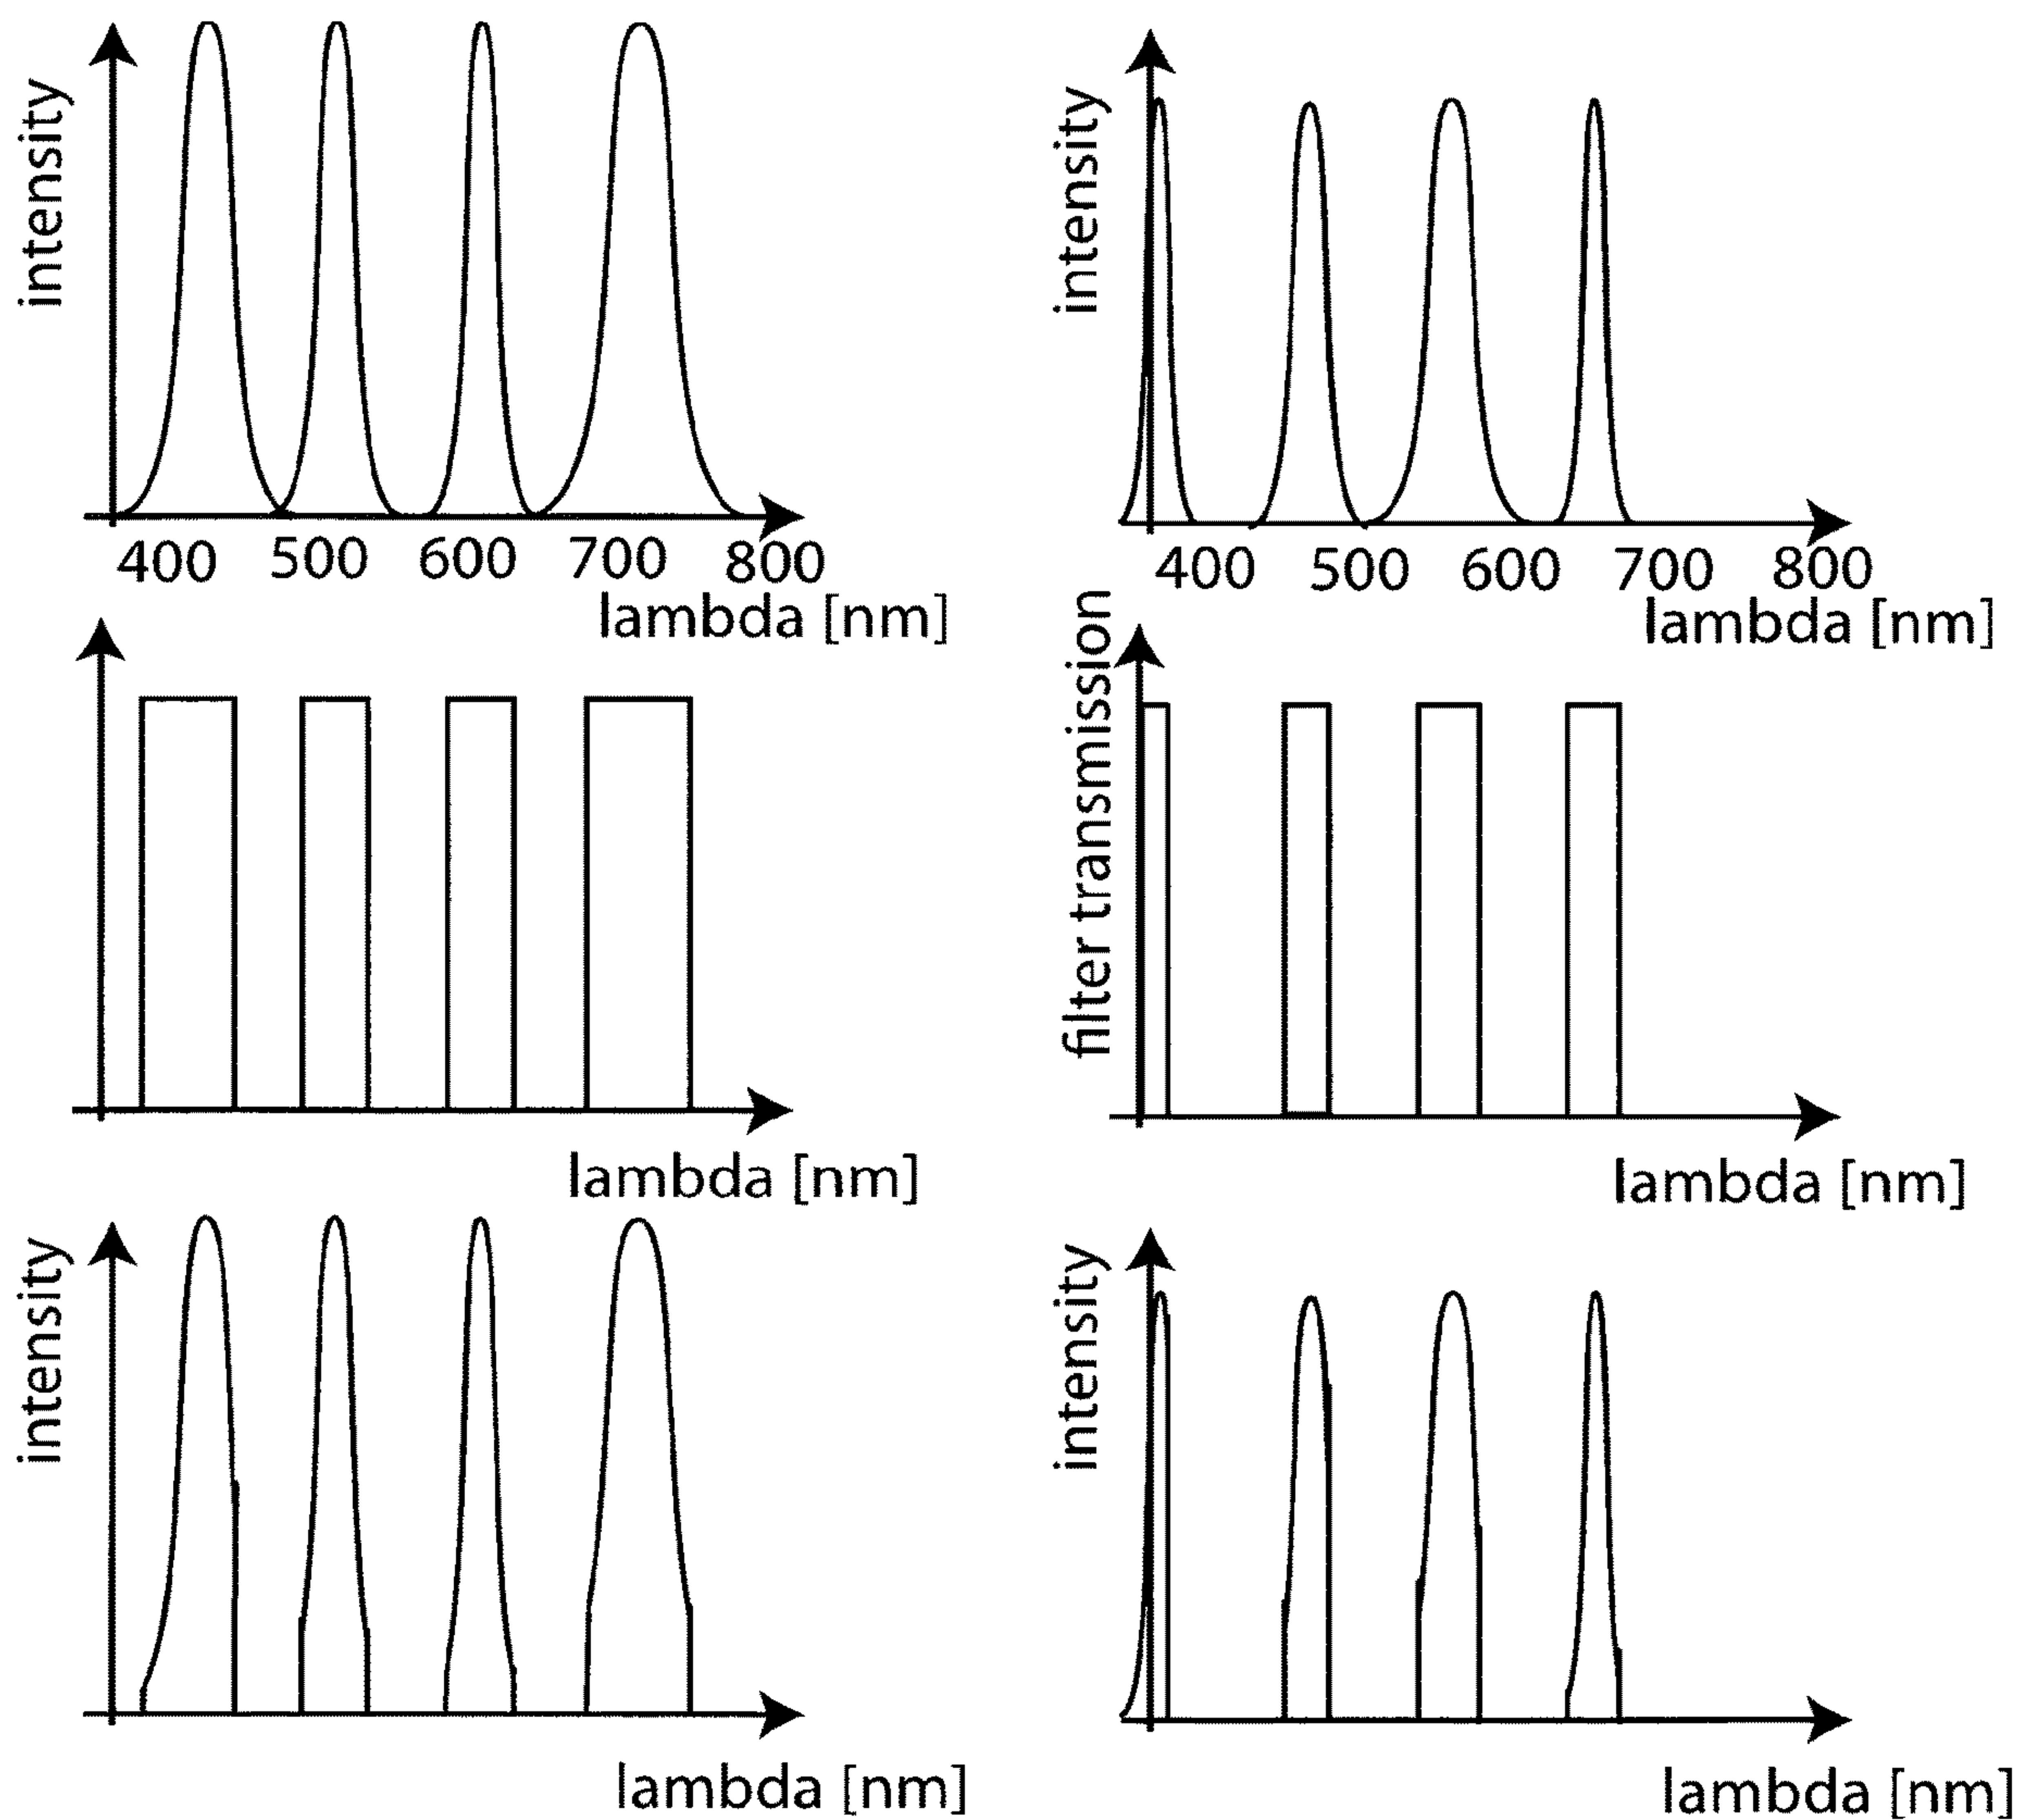 intensity
400 500 600 700 800
lambda [nm]
intensity
400 500 600 700 800
lambda [nm]
lambda [nm]
filter transmission
lambda [nm]
intensity
lambda [nm]
intensity
lambda [nm]